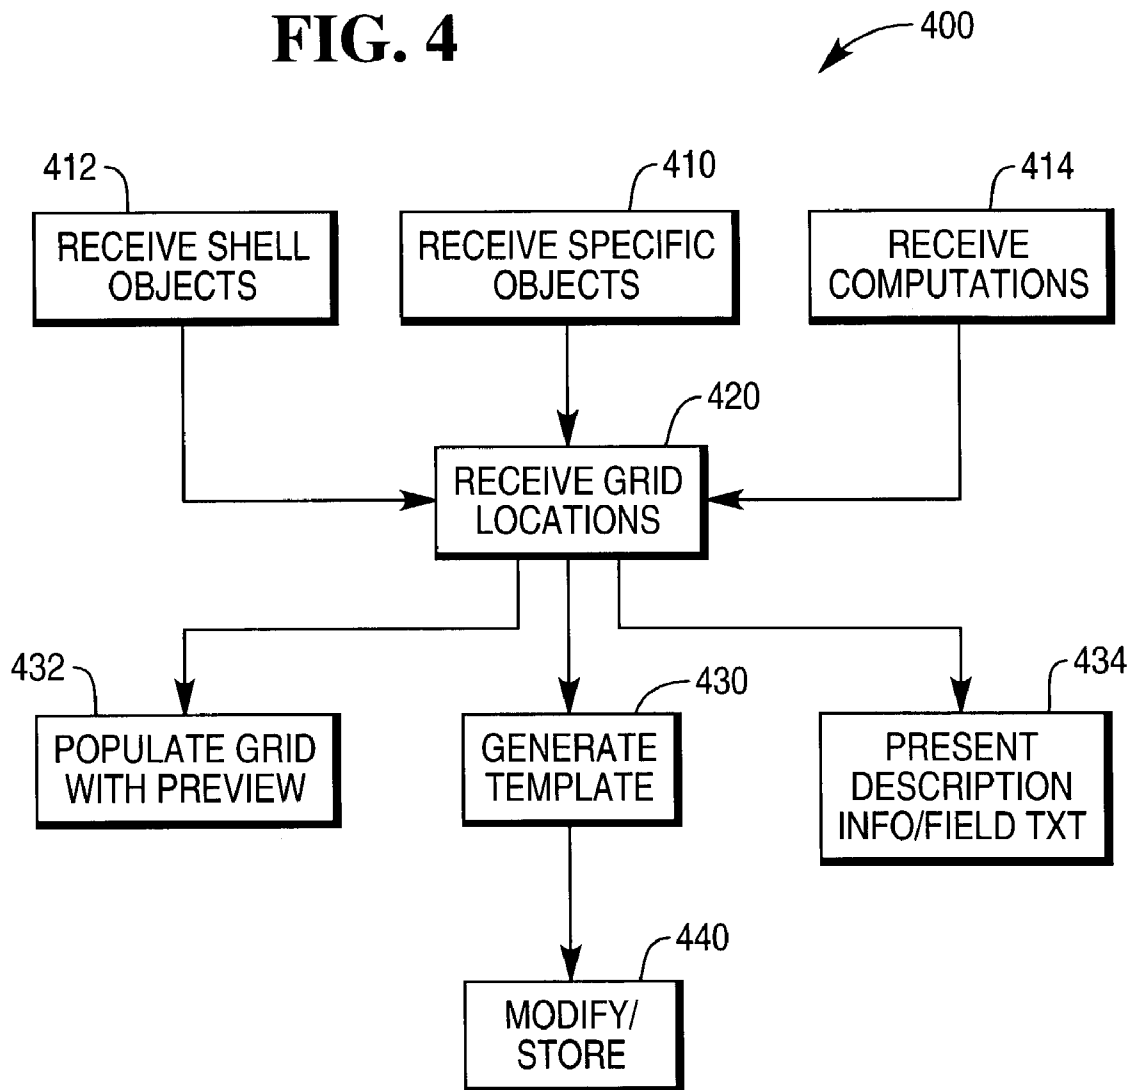 FIG. 4
400
412
410
414
RECEIVE SHELL
OBJECTS
RECEIVE SPECIFIC
OBJECTS
RECEIVE
COMPUTATIONS
420
RECEIVE GRID
LOCATIONS
432
430
434
POPULATE GRID
WITH PREVIEW
GENERATE
TEMPLATE
PRESENT
DESCRIPTION
INFO/FIELD TXT
440
MODIFY/
STORE